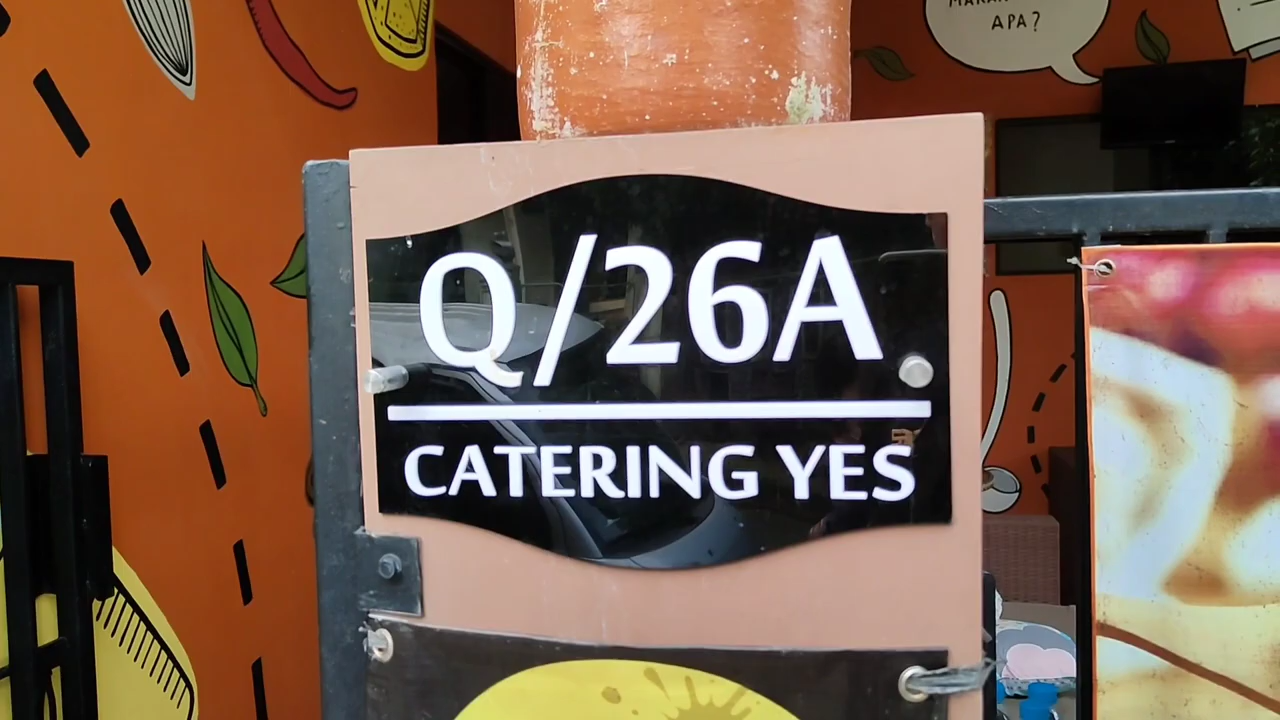 APA?
Q/26A
CATERING YES